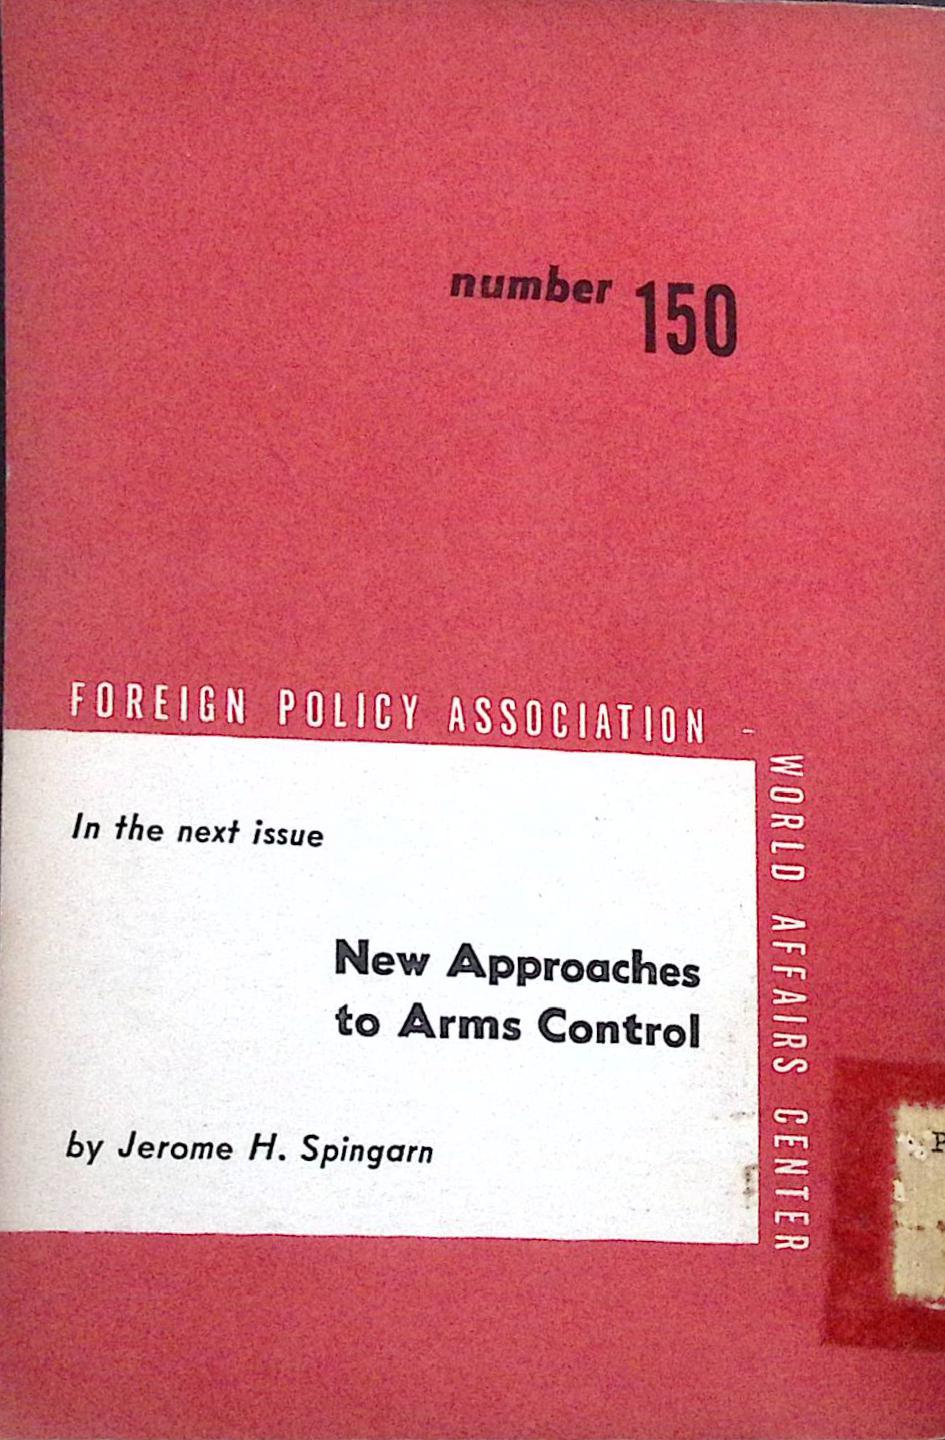 number 150
FOREIGN POLICY ASSOCIATION -
WORLD AFFAIRS CENTER
In the next issue
New Approaches
to Arms Control
by Jerome H. Spingarn